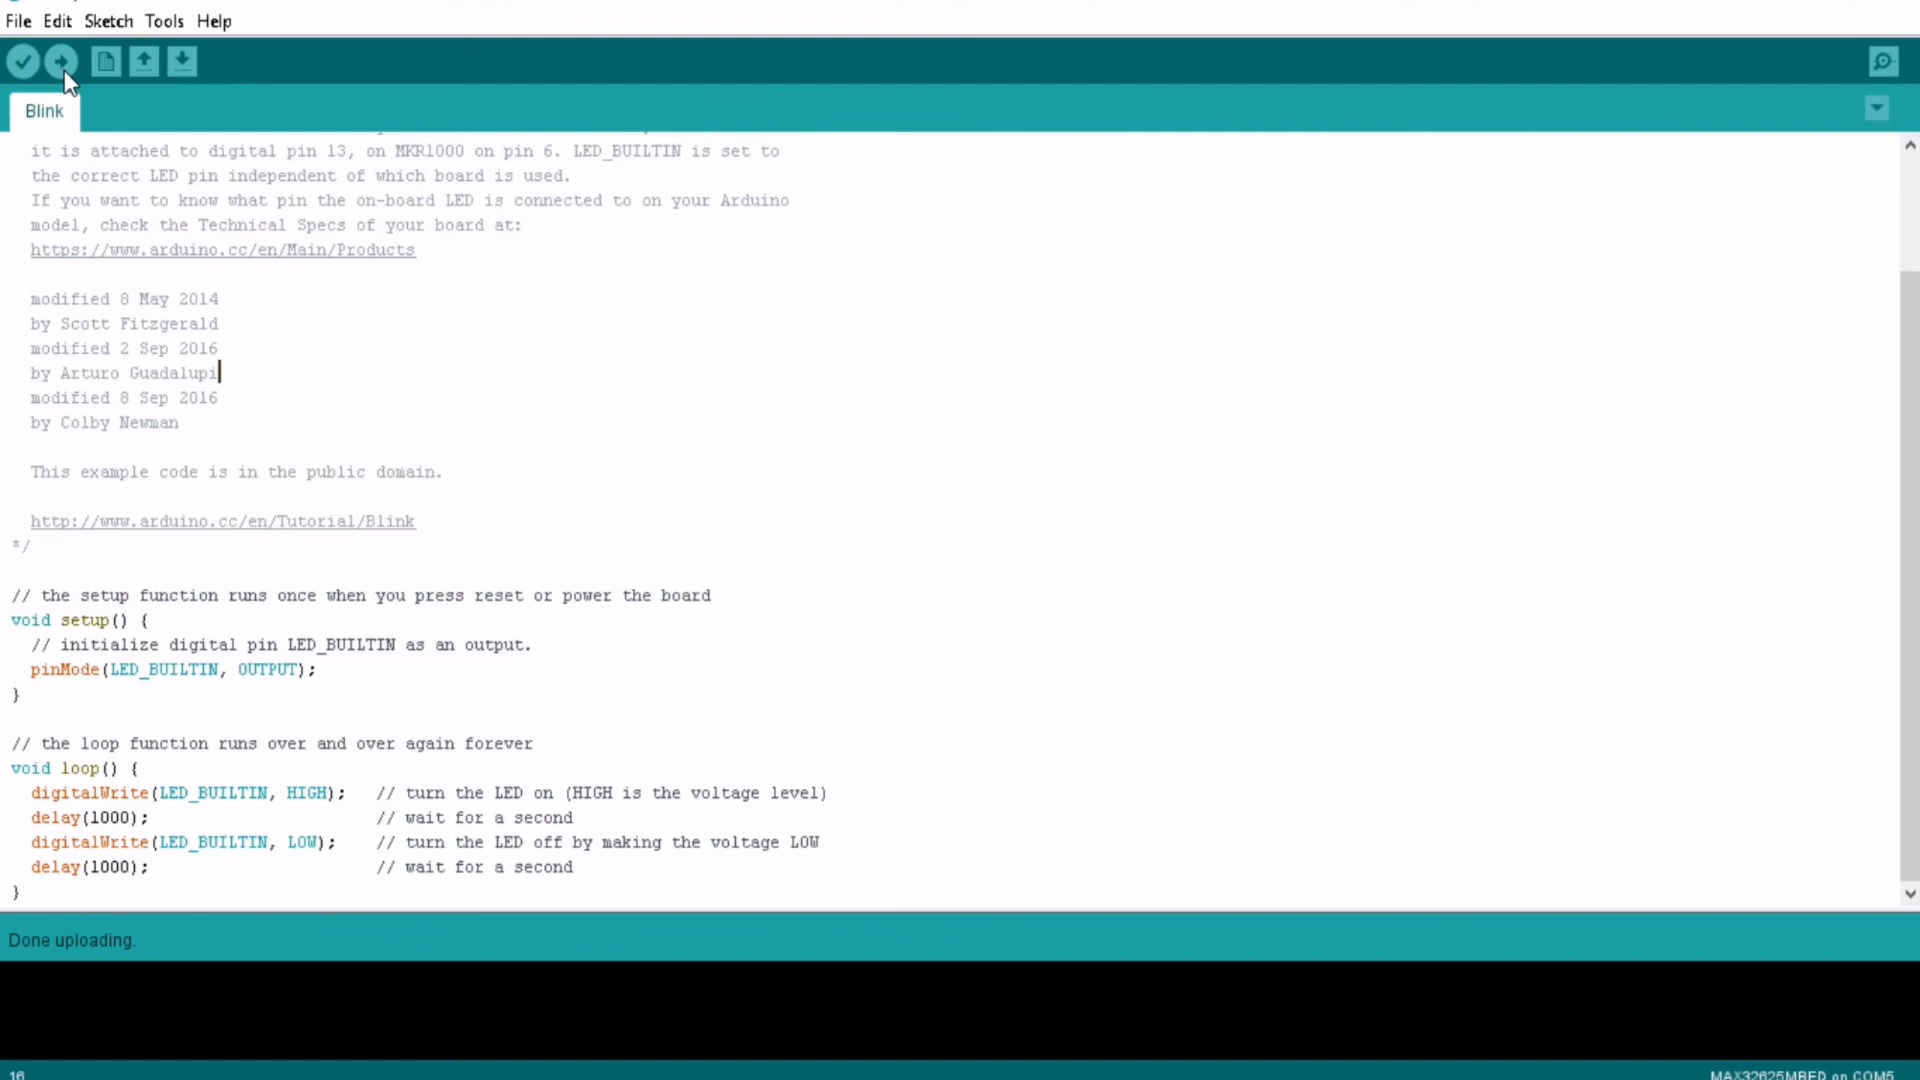 File Edit Sketch Tools Help
Blink
it is attached to digital pin 13, on MKR1000 on pin 6. LED_BUILTIN is set to
the correct LED pin independent of which board is used.
If you want to know what pin the on-board LED is connected to on your Arduino
model, check the Technical Specs of your board at:
https://www.arduino.cc/en/Main/Products
modified 8 May 2014
by Scott Fitzgerald
modified 2 Sep 2016
by Arturo Guadalupi
modified 8 Sep 2016
by Colby Newman
This example code is in the public domain.
http://www.arduino.cc/en/Tutorial/Blink
*/
// the setup function runs once when you press reset or power the board
void setup() {
// initialize digital pin LED_BUILTIN as an output.
pinMode(LED_BUILTIN, OUTPUT);
}
// the loop function runs over and over again forever
void loop() {
digitalWrite(LED_BUILTIN, HIGH);   // turn the LED on (HIGH is the voltage level)
delay(1000);                       // wait for a second
digitalWrite(LED_BUILTIN, LOW);    // turn the LED off by making the voltage LOW
delay(1000);                       // wait for a second
}
Done uploading.
16
MAX32625MBED on COM5